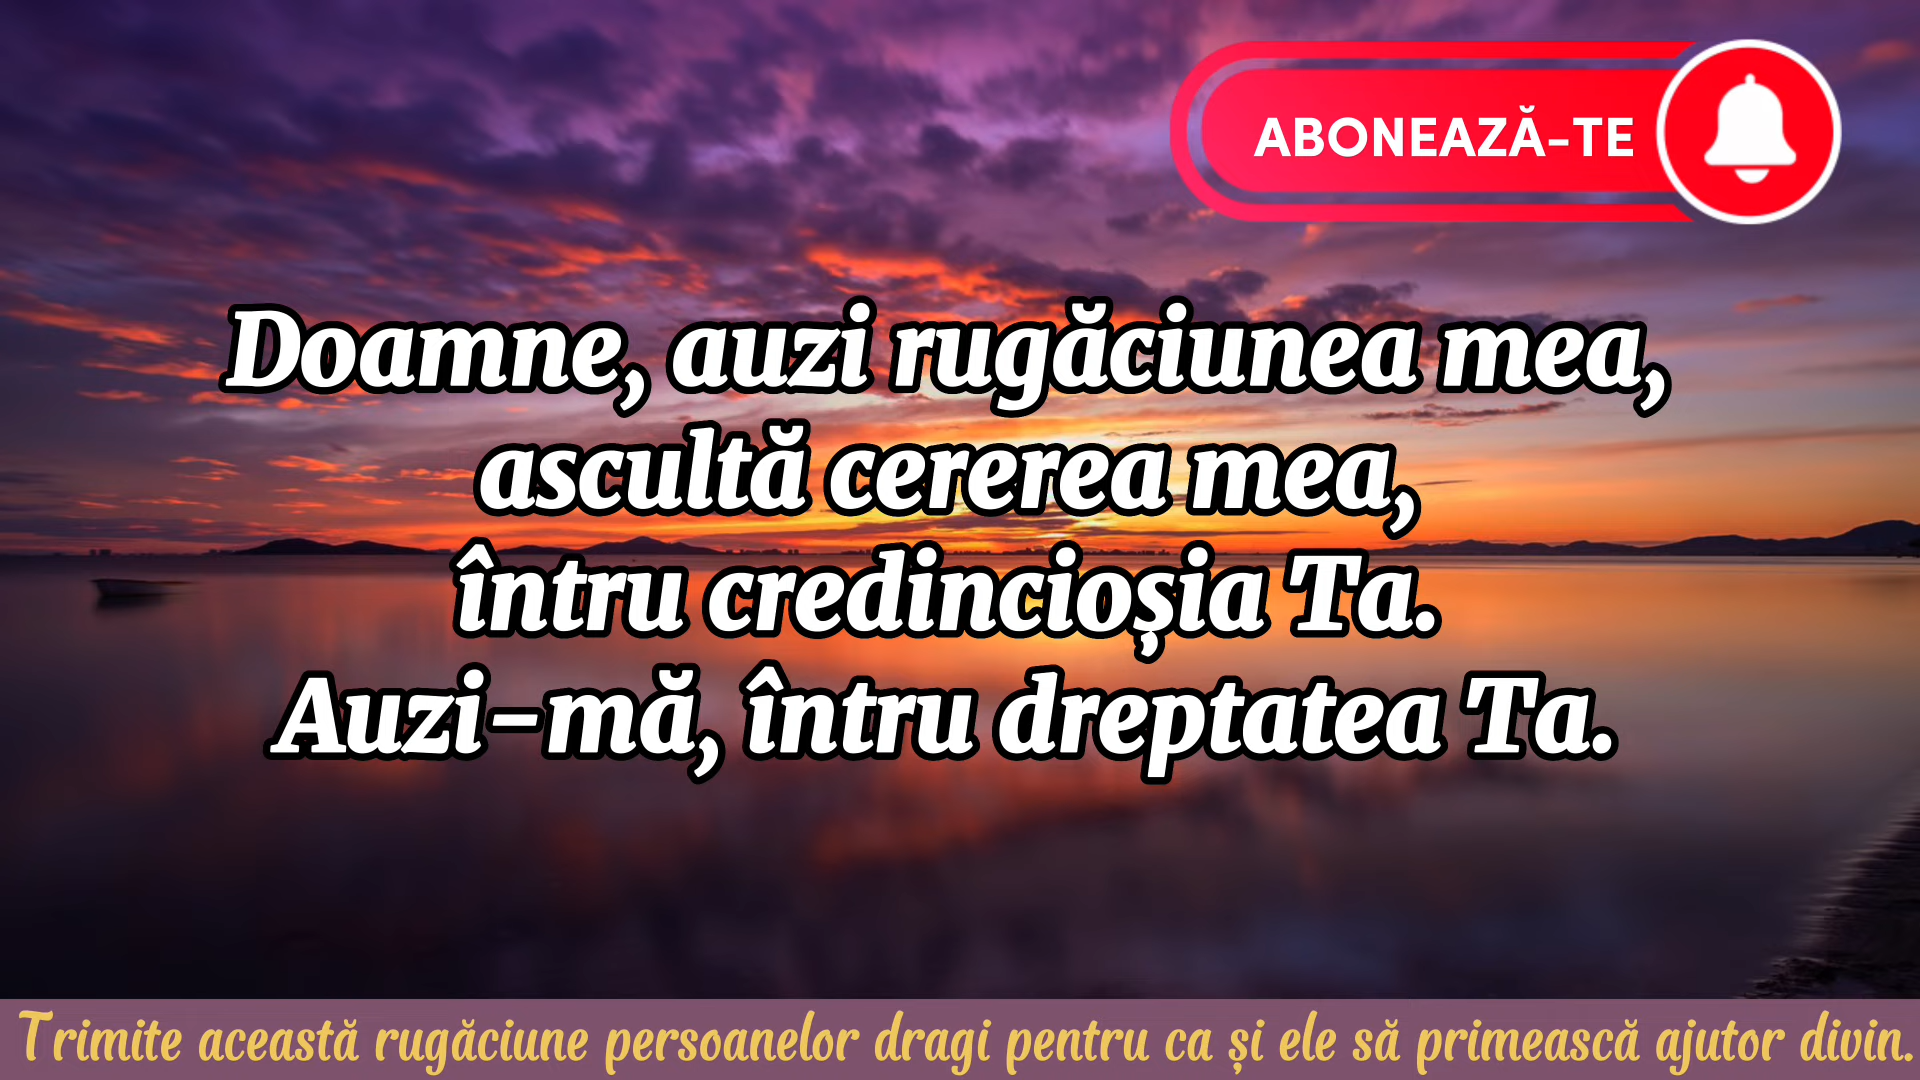 ABONEAZĂ-TE
Doamne, auzi rugăciunea mea,
ascultă cererea mea,
întru credincioșia Ta.
Auzi-mă, întru dreptatea Ta.
Trimite această rugăciune persoanelor dragi pentru ca și ele să primească ajutor divin.